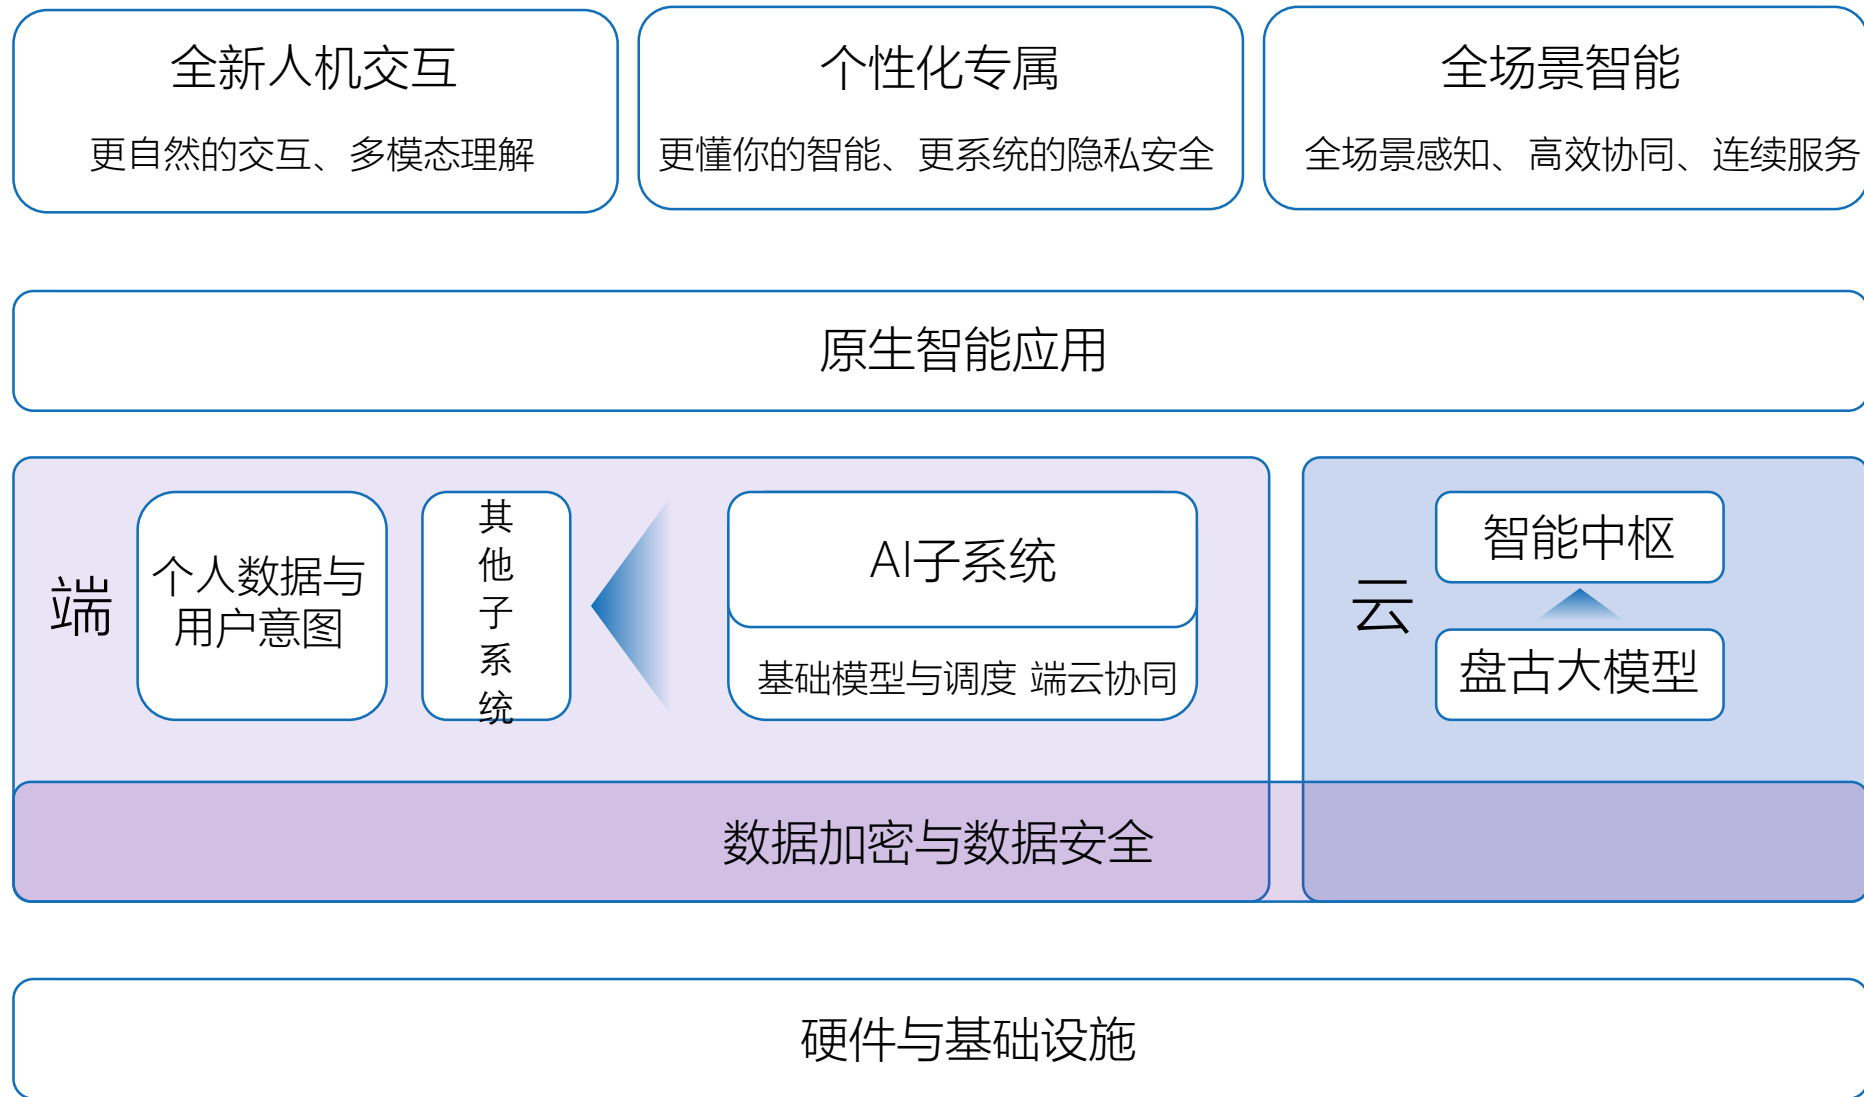 全新人机交互
更自然的交互、多模态理解
个性化专属
更懂你的智能、更系统的隐私安全
全场景智能
全场景感知、高效协同、连续服务
原生智能应用
端
个人数据与
用户意图
其
他
子
系
统
AI子系统
基础模型与调度 端云协同
云
智能中枢
盘古大模型
数据加密与数据安全
硬件与基础设施